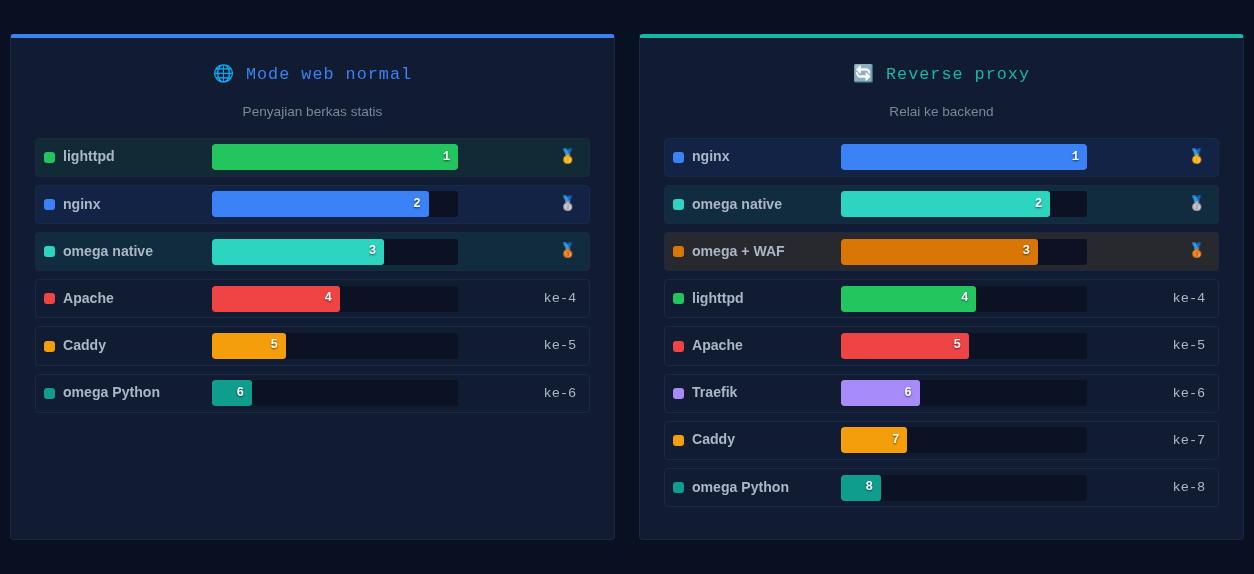 🌐 Mode web normal
Penyajian berkas statis
lighttpd 1 🥇
nginx 2 🥈
omega native 3 🥉
Apache 4 ke-4
Caddy 5 ke-5
omega Python 6 ke-6
🔄 Reverse proxy
Relai ke backend
nginx 1 🥇
omega native 2 🥈
omega + WAF 3 🥉
lighttpd 4 ke-4
Apache 5 ke-5
Traefik 6 ke-6
Caddy 7 ke-7
omega Python 8 ke-8